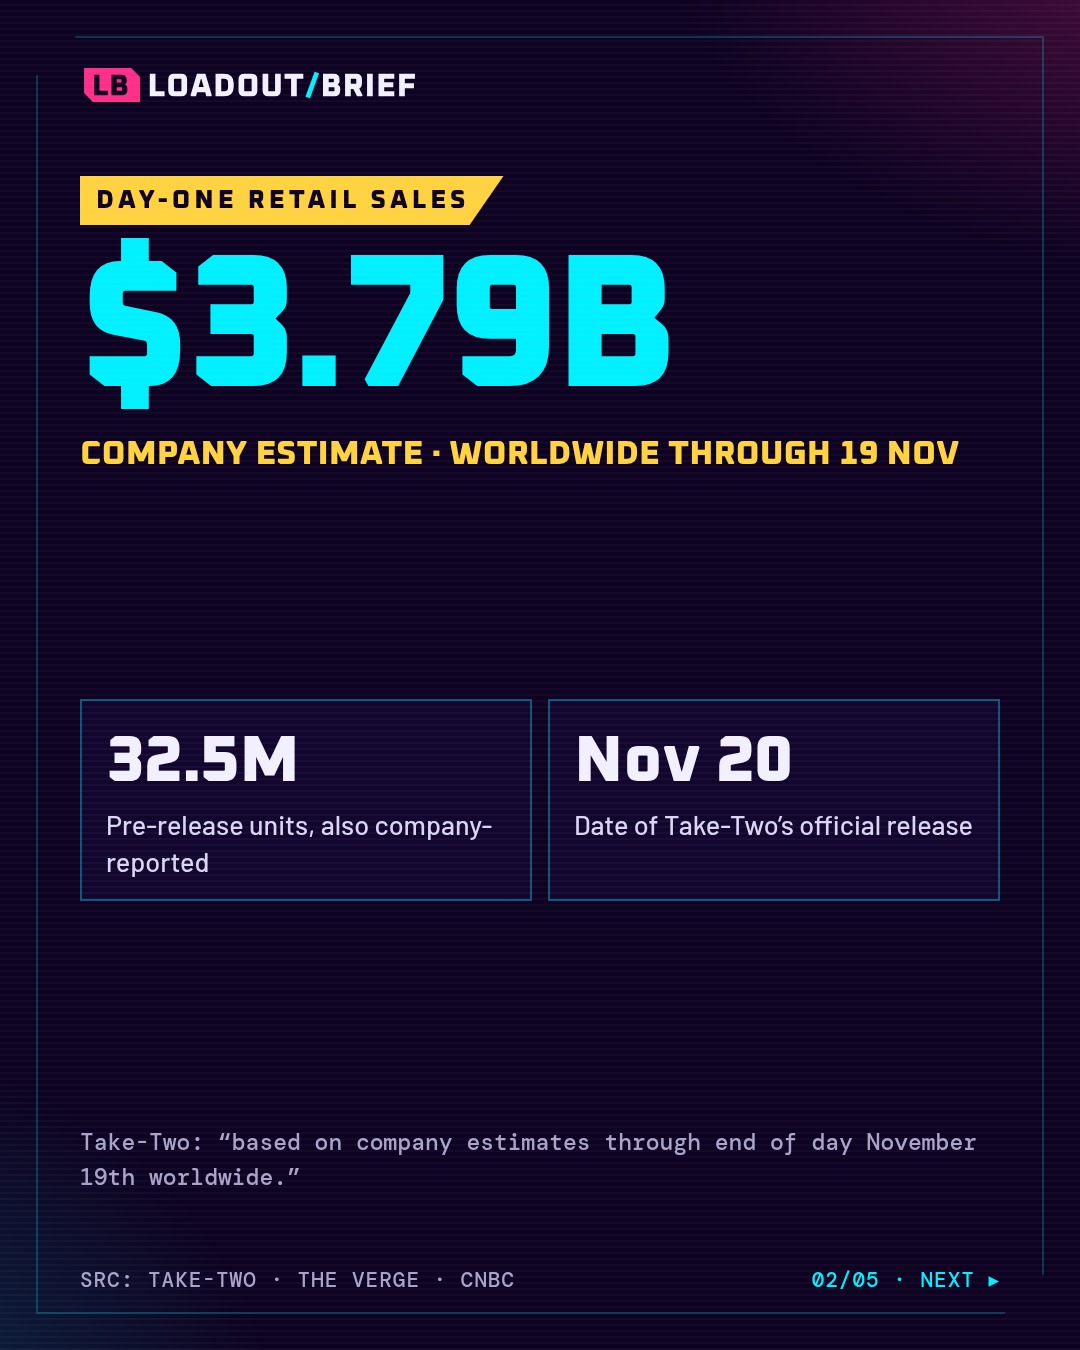 LB LOADOUT/BRIEF
DAY-ONE RETAIL SALES
$3.79B
COMPANY ESTIMATE · WORLDWIDE THROUGH 19 NOV
32.5M
Pre-release units, also company-
reported
Nov 20
Date of Take-Two’s official release
Take-Two: “based on company estimates through end of day November
19th worldwide.”
SRC: TAKE-TWO · THE VERGE · CNBC
02/05 · NEXT ▶